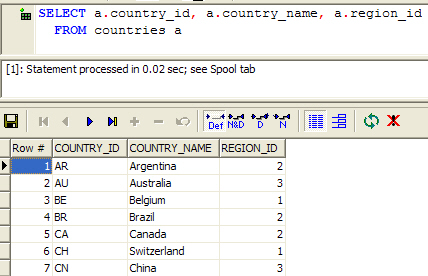 SELECT a.country_id, a.country_name, a.region_id
FROM countries a
[1]: Statement processed in 0.02 sec; see Spool tab
Def N&D D N
Row # COUNTRY_ID COUNTRY_NAME REGION_ID
1 AR Argentina 2
2 AU Australia 3
3 BE Belgium 1
4 BR Brazil 2
5 CA Canada 2
6 CH Switzerland 1
7 CN China 3